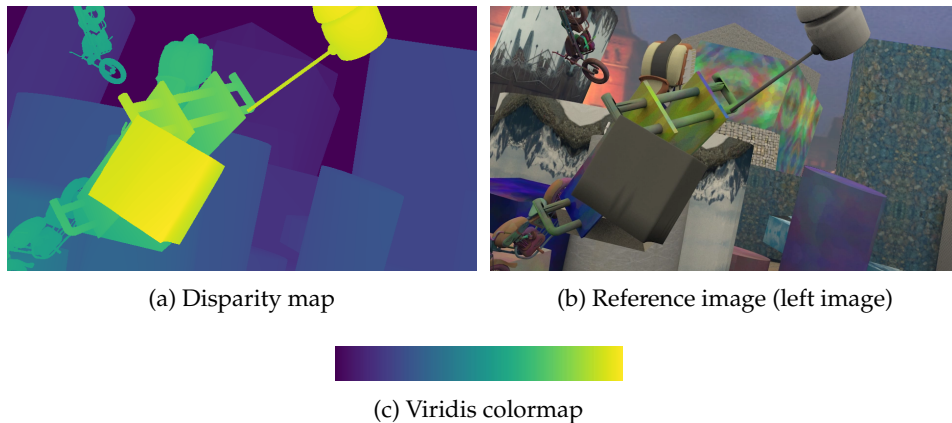 (a) Disparity map
(b) Reference image (left image)
(c) Viridis colormap